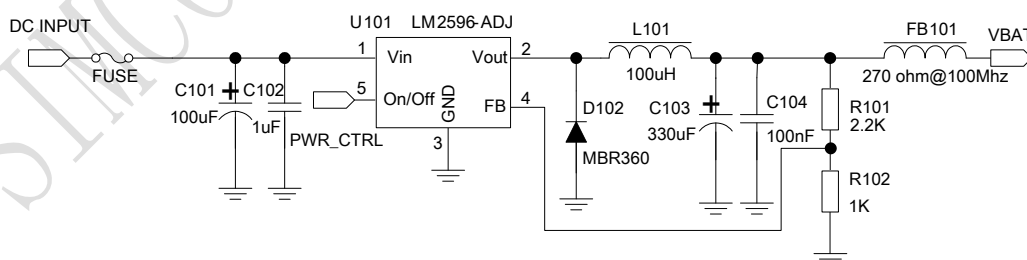 DC INPUT
FUSE
C101
100uF
C102
1uF
PWR_CTRL
U101 LM2596-ADJ
1
Vin
5
On/Off
GND
3
Vout
2
FB
4
D102
MBR360
L101
100uH
C103
330uF
C104
100nF
R101
2.2K
R102
1K
FB101
270 ohm@100Mhz
VBAT
SIMCO